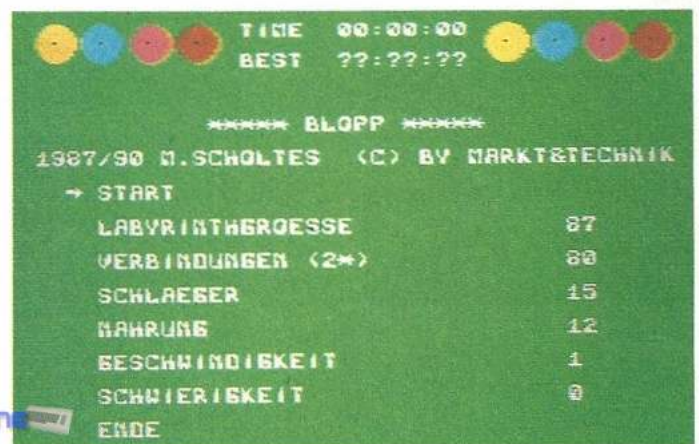 TIME 00:00:00
BEST ??:??:??
***** BLOPP *****
1987/90 M.SCHOLTES (C) BY MARKT&TECHNIK
→ START
LABYRINTHGROESSE 87
VERBINDUNGEN (2*) 80
SCHLAEGER 15
NAHRUNG 12
GESCHWINDIGKEIT 1
SCHWIERIGKEIT 0
ENDE